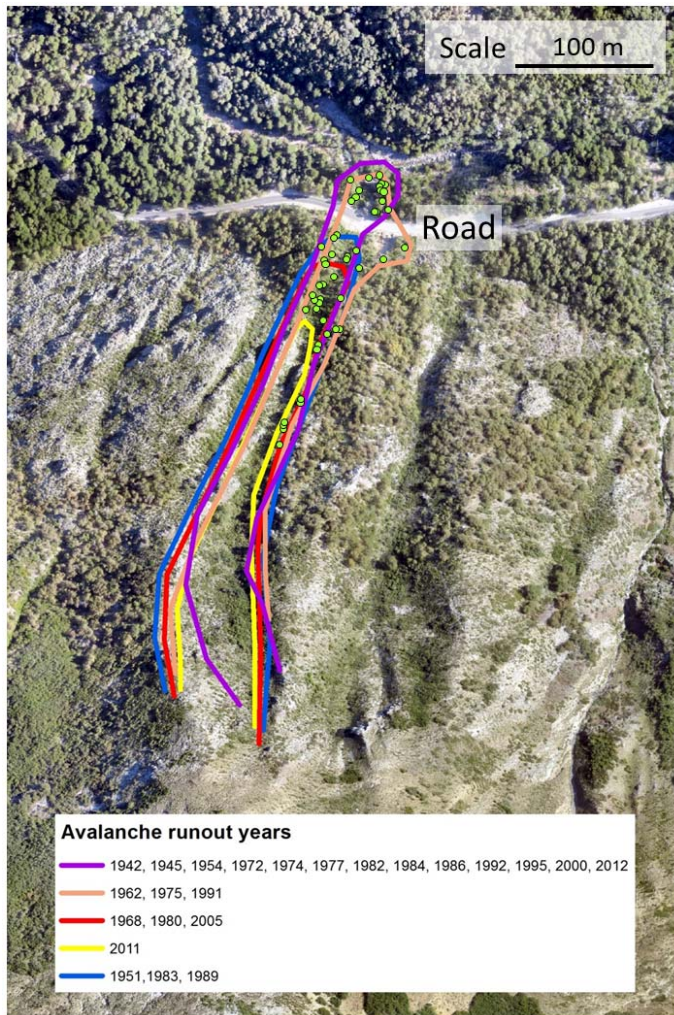 Scale 100 m
Road
Avalanche runout years
1942, 1945, 1954, 1972, 1974, 1977, 1982, 1984, 1986, 1992, 1995, 2000, 2012
1962, 1975, 1991
1968, 1980, 2005
2011
1951,1983, 1989